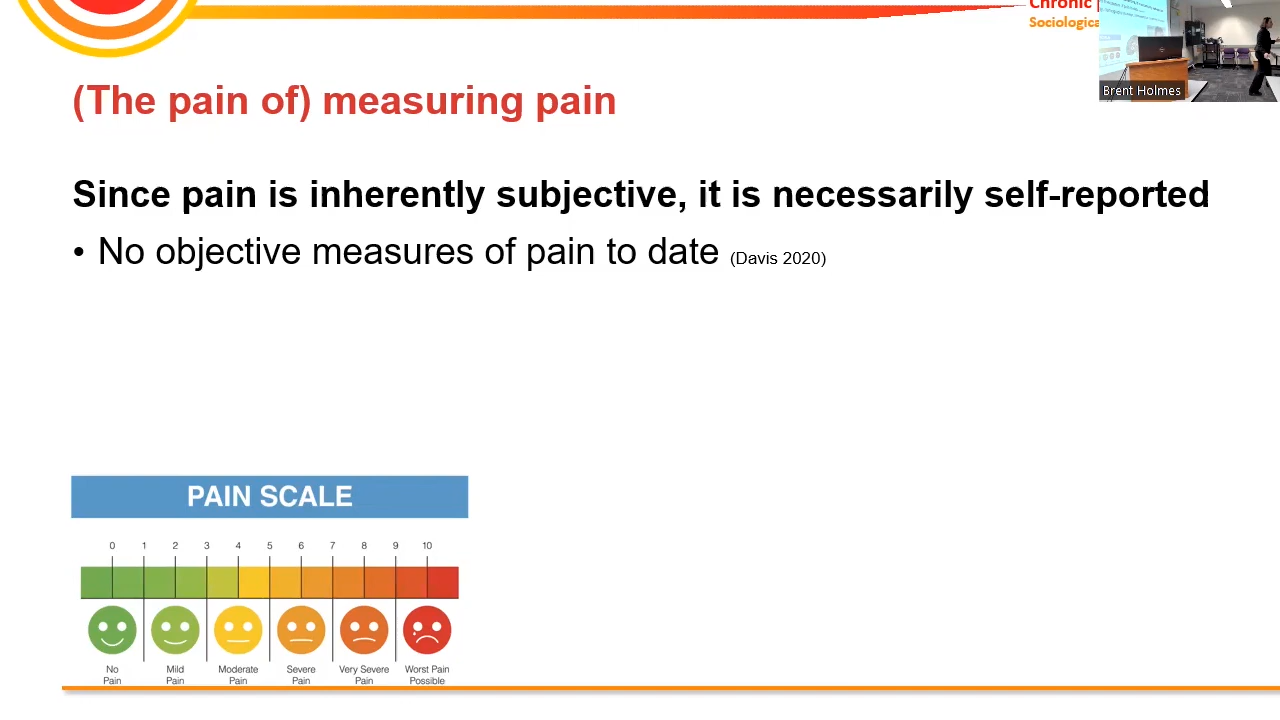 Chronic
Sociologica
Brent Holmes
(The pain of) measuring pain
Since pain is inherently subjective, it is necessarily self-reported
• No objective measures of pain to date (Davis 2020)
PAIN SCALE
0 1 2 3 4 5 6 7 8 9 10
No Pain
Mild Pain
Moderate Pain
Severe Pain
Very Severe Pain
Worst Pain Possible